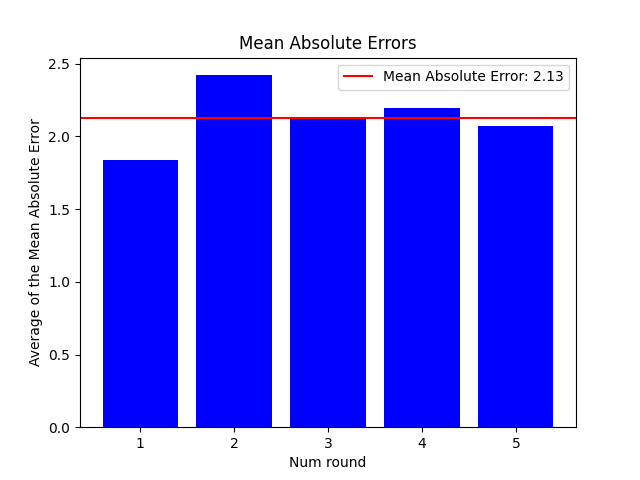 Mean Absolute Errors
Mean Absolute Error: 2.13
Average of the Mean Absolute Error
2.5
2.0
1.5
1.0
0.5
0.0
1 2 3 4 5
Num round